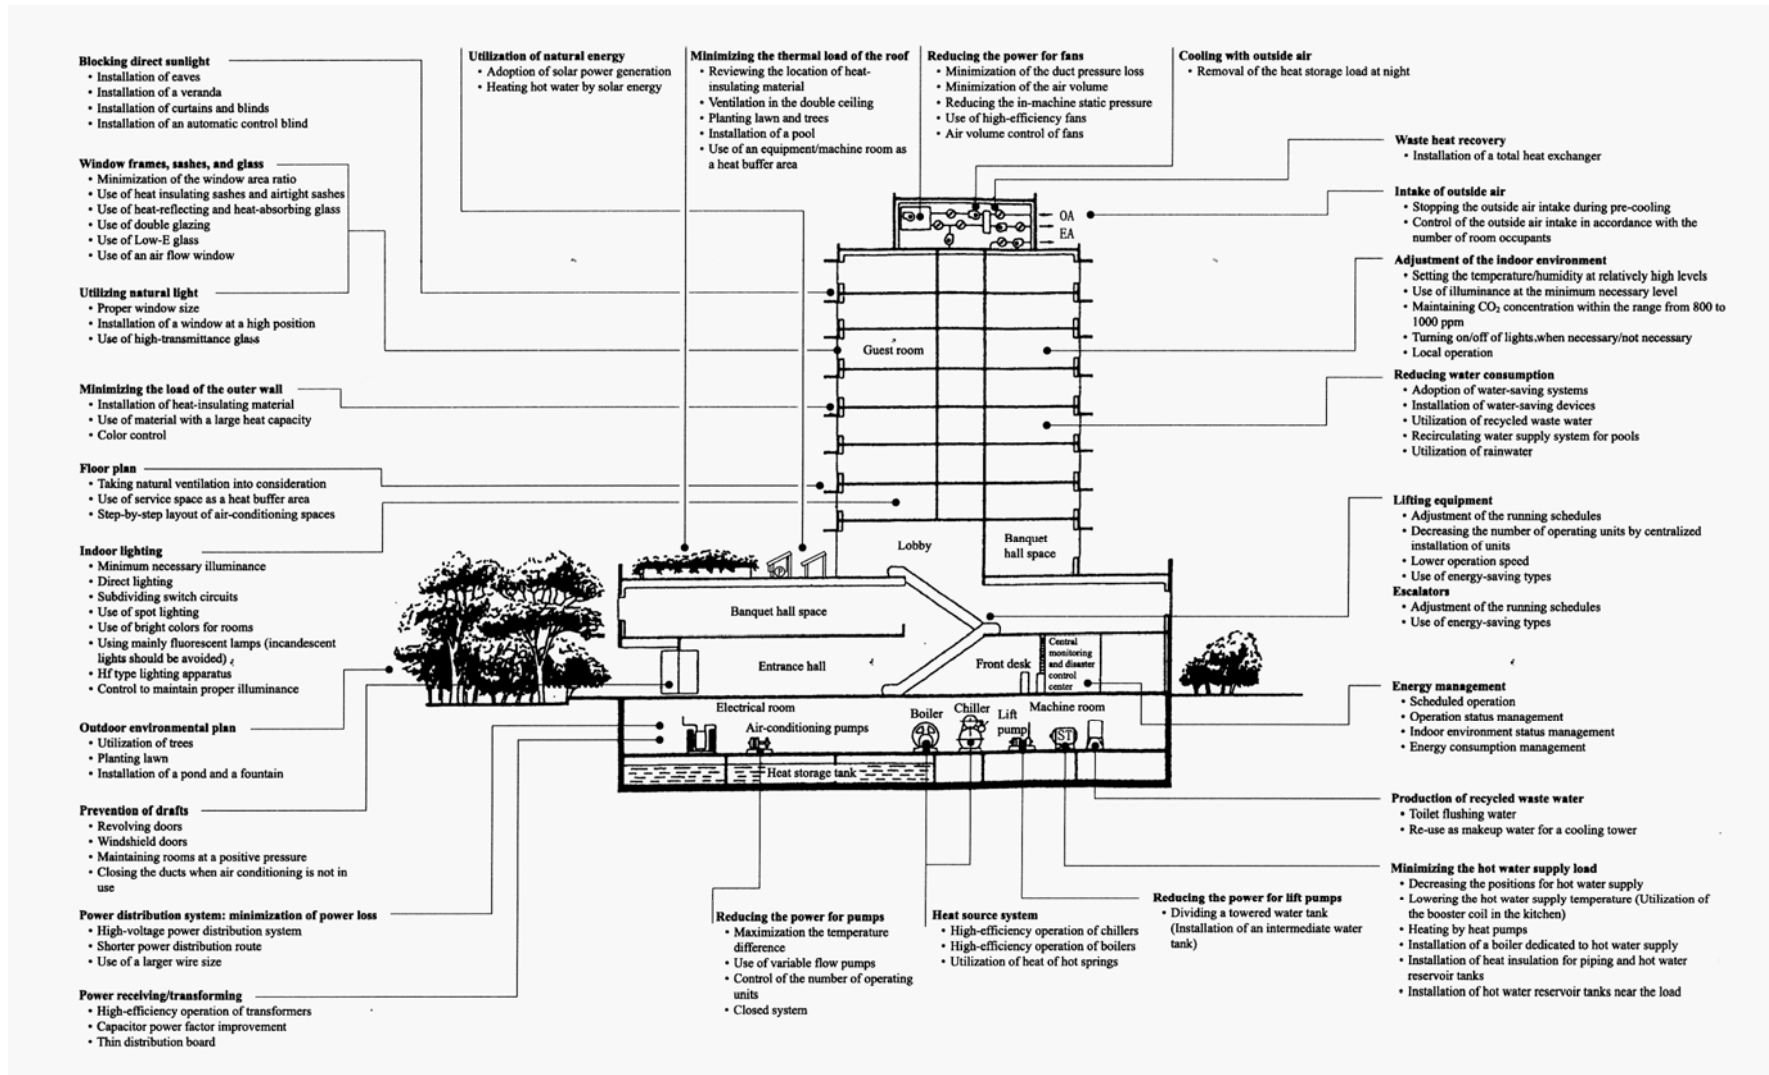 Blocking direct sunlight
• Installation of eaves
• Installation of a veranda
• Installation of curtains and blinds
• Installation of an automatic control blind
Window frames, sashes, and glass
• Minimization of the window area ratio
• Use of heat insulating sashes and airtight sashes
• Use of heat-reflecting and heat-absorbing glass
• Use of double glazing
• Use of Low-E glass
• Use of an air flow window
Utilizing natural light
• Proper window size
• Installation of a window at a high position
• Use of high-transmittance glass
Minimizing the load of the outer wall
• Installation of heat-insulating material
• Use of material with a large heat capacity
• Color control
Floor plan
• Taking natural ventilation into consideration
• Use of service space as a heat buffer area
• Step-by-step layout of air-conditioning spaces
Indoor lighting
• Minimum necessary illuminance
• Direct lighting
• Subdividing switch circuits
• Use of spot lighting
• Use of bright colors for rooms
• Using mainly fluorescent lamps (incandescent
lights should be avoided)
• Hf type lighting apparatus
• Control to maintain proper illuminance
Outdoor environmental plan
• Utilization of trees
• Planting lawn
• Installation of a pond and a fountain
Prevention of drafts
• Revolving doors
• Windshield doors
• Maintaining rooms at a positive pressure
• Closing the ducts when air conditioning is not in
use
Power distribution system: minimization of power loss
• High-voltage power distribution system
• Shorter power distribution route
• Use of a larger wire size
Power receiving/transforming
• High-efficiency operation of transformers
• Capacitor power factor improvement
• Thin distribution board
Utilization of natural energy
• Adoption of solar power generation
• Heating hot water by solar energy
Minimizing the thermal load of the roof
• Reviewing the location of heat-
insulating material
• Ventilation in the double ceiling
• Planting lawn and trees
• Installation of a pool
• Use of an equipment/machine room as
a heat buffer area
Reducing the power for fans
• Minimization of the duct pressure loss
• Minimization of the air volume
• Reducing the in-machine static pressure
• Use of high-efficiency fans
• Air volume control of fans
Cooling with outside air
• Removal of the heat storage load at night
OA
EA
Guest room
Lobby
Banquet
hall space
Banquet hall space
Entrance hall
Front desk
Central
monitoring
and disaster
control
center
Electrical room
Air-conditioning pumps
Boiler
Chiller
Lift
pump
Machine room
ST
Heat storage tank
Reducing the power for pumps
• Maximization the temperature
difference
• Use of variable flow pumps
• Control of the number of operating
units
• Closed system
Heat source system
• High-efficiency operation of chillers
• High-efficiency operation of boilers
• Utilization of heat of hot springs
Reducing the power for lift pumps
• Dividing a towered water tank
(Installation of an intermediate water
tank)
Waste heat recovery
• Installation of a total heat exchanger
Intake of outside air
• Stopping the outside air intake during pre-cooling
• Control of the outside air intake in accordance with the
number of room occupants
Adjustment of the indoor environment
• Setting the temperature/humidity at relatively high levels
• Use of illuminance at the minimum necessary level
• Maintaining CO₂ concentration within the range from 800 to
1000 ppm
• Turning on/off of lights when necessary/not necessary
• Local operation
Reducing water consumption
• Adoption of water-saving systems
• Installation of water-saving devices
• Utilization of recycled waste water
• Recirculating water supply system for pools
• Utilization of rainwater
Lifting equipment
• Adjustment of the running schedules
• Decreasing the number of operating units by centralized
installation of units
• Lower operation speed
• Use of energy-saving types
Escalators
• Adjustment of the running schedules
• Use of energy-saving types
Energy management
• Scheduled operation
• Operation status management
• Indoor environment status management
• Energy consumption management
Production of recycled waste water
• Toilet flushing water
• Re-use as makeup water for a cooling tower
Minimizing the hot water supply load
• Decreasing the positions for hot water supply
• Lowering the hot water supply temperature (Utilization of
the booster coil in the kitchen)
• Heating by heat pumps
• Installation of a boiler dedicated to hot water supply
• Installation of heat insulation for piping and hot water
reservoir tanks
• Installation of hot water reservoir tanks near the load